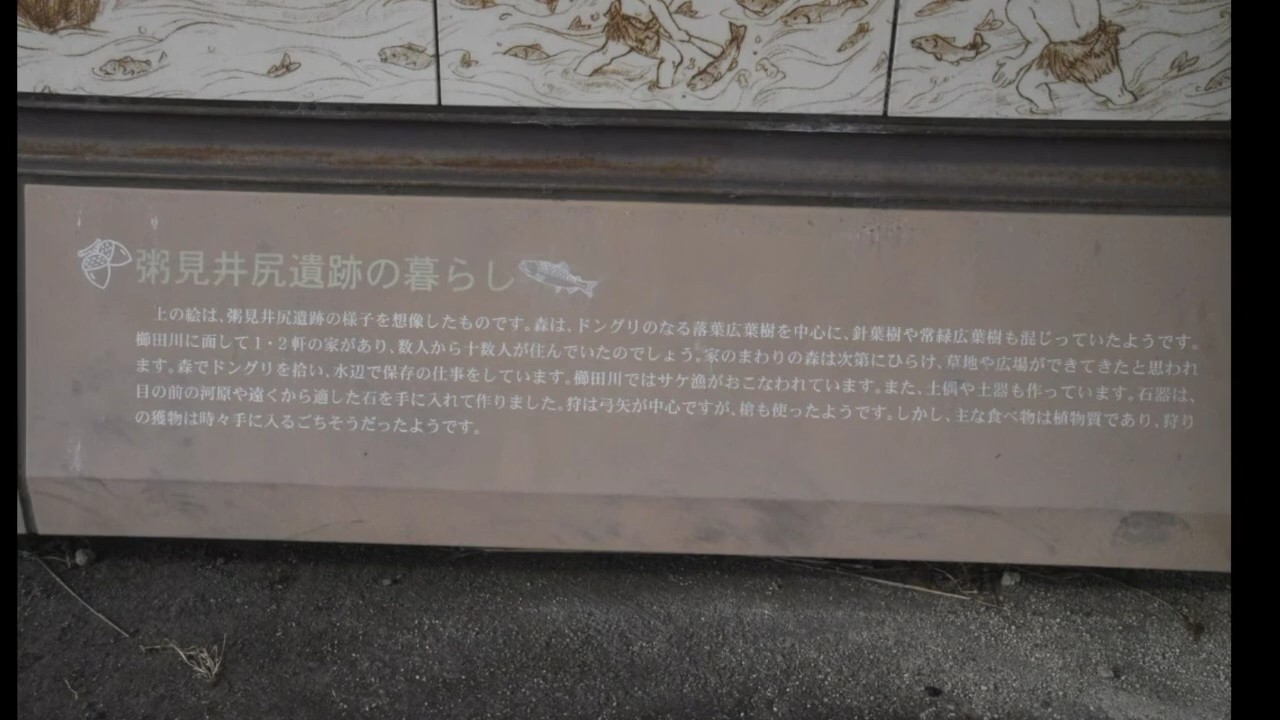 粥見井尻遺跡の暮らし
上の絵は、粥見井尻遺跡の様子を想像したものです。森は、ドングリのなる落葉広葉樹を中心に、針葉樹や常緑広葉樹も混じっていたようです。
櫛田川に面して1・2軒の家があり、数人から十数人が住んでいたのでしょう。家のまわりの森は次第にひらけ、墓地や広場ができてきたと思われ
ます。森でドングリを拾い、水辺で保存の仕事をしています。櫛田川ではサケ漁がおこなわれています。また、土偶や土器も作っています。石器は、
目の前の河原や遠くから適した石を手に入れて作りました。狩は弓矢が中心ですが、槍も使ったようです。しかし、主な食べ物は植物質であり、狩り
の獲物は時々手に入るごちそうだったようです。